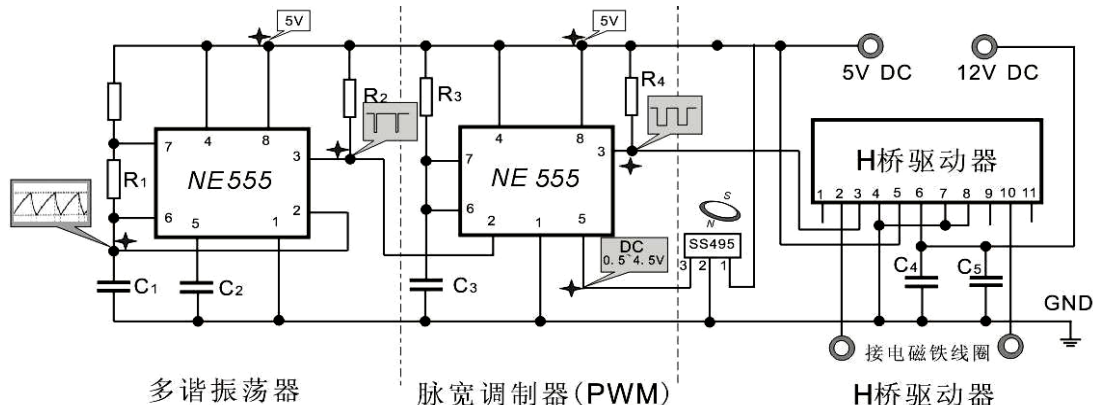 5V
5V
5V DC
12V DC
R2
R3
R4
4
8
7
3
NE555
R1
6
5
1
2
4
8
7
3
NE 555
6
2
1
5
S
N
SS495
3 2 1
DC
0.5~4.5V
H桥驱动器
1 2 3 4 5 6 7 8 9 10 11
C1
C2
C3
C4
C5
GND
接电磁铁线圈
多谐振荡器
脉宽调制器(PWM)
H桥驱动器